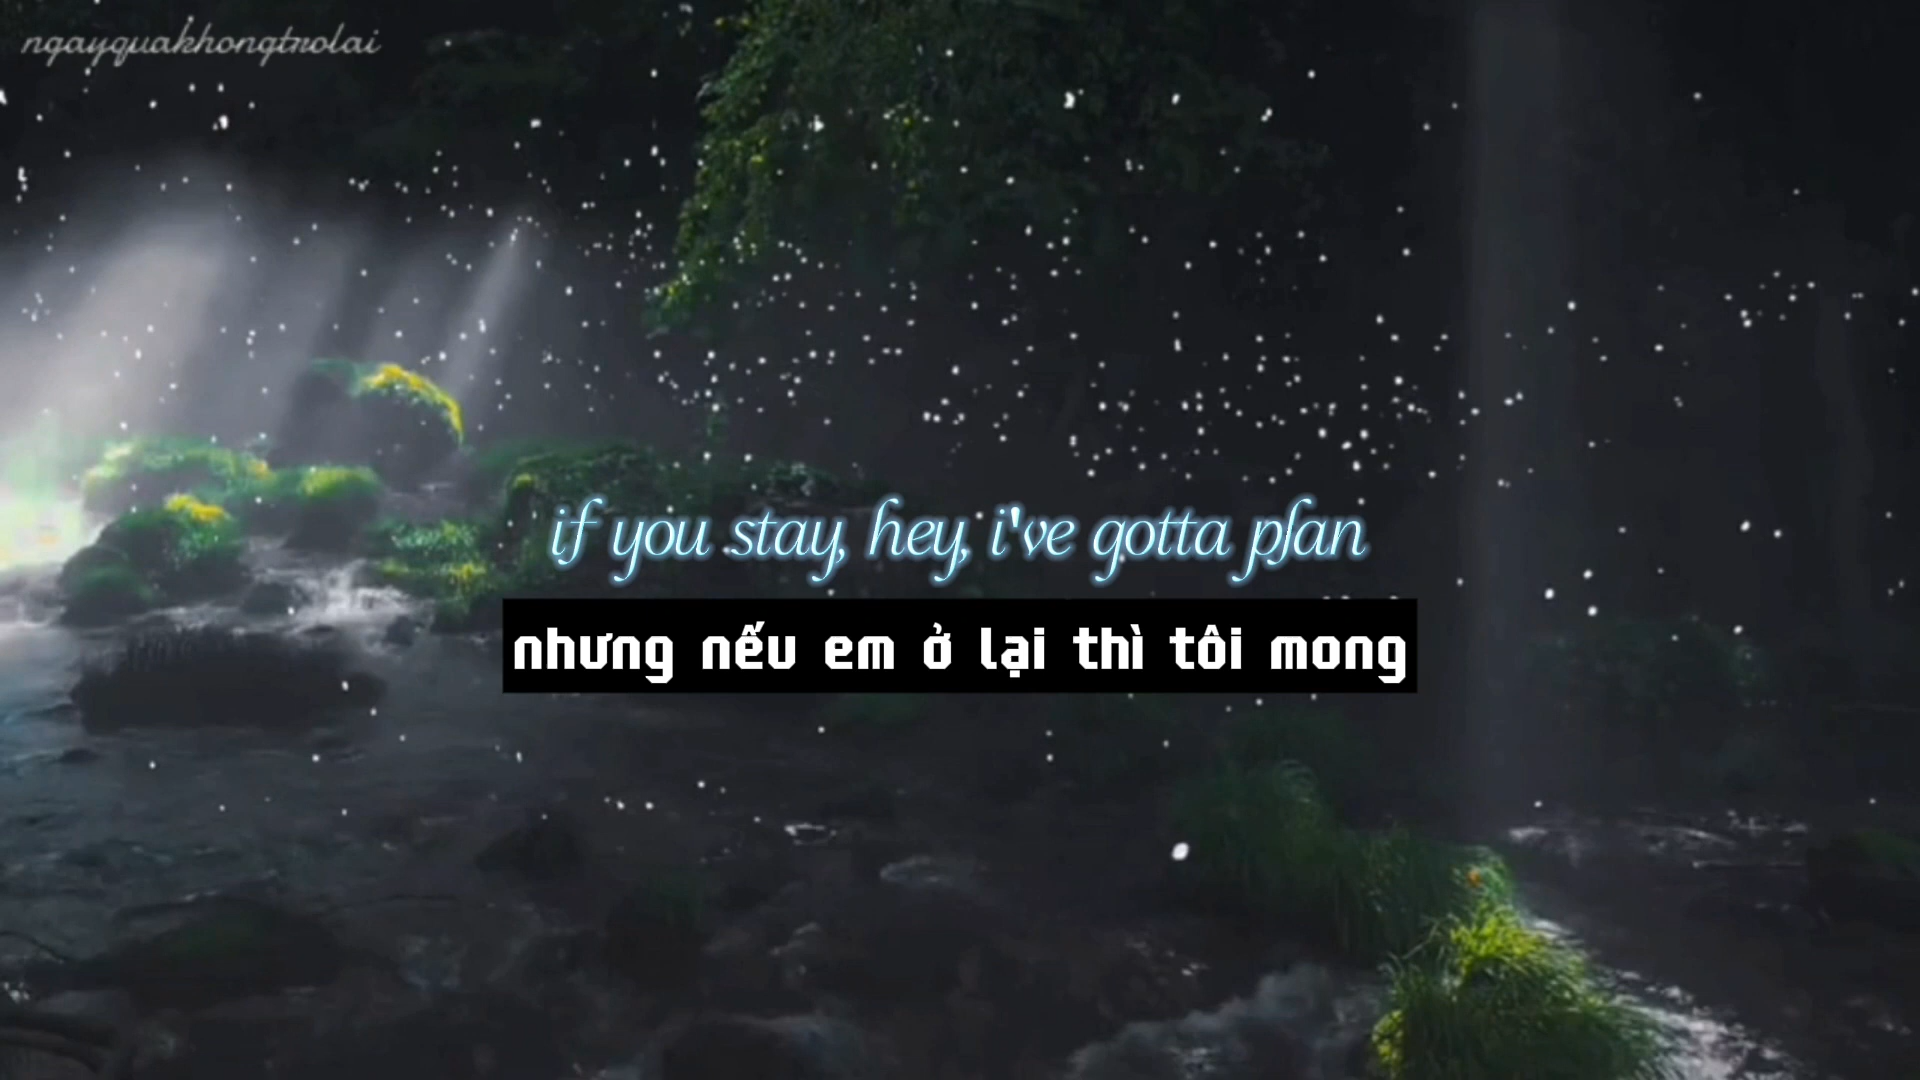 ngayquakhongtrolai
if you stay, hey, i've gotta plan
nhưng nếu em ở lại thì tôi mong